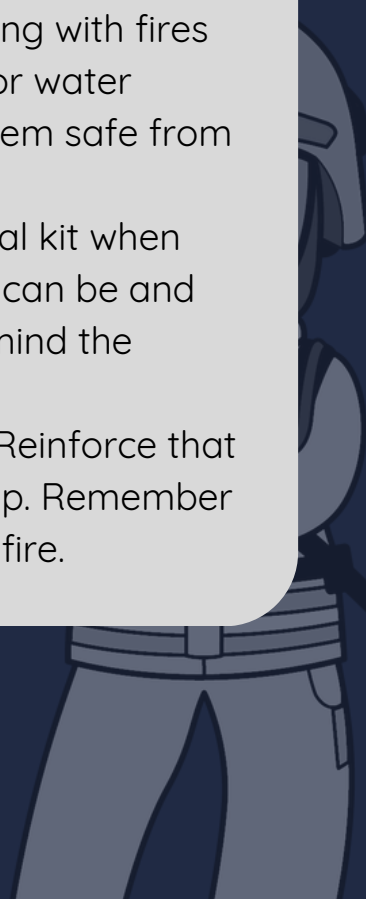 ng with fires
or water
em safe from
al kit when
can be and
hind the
Reinforce that
p. Remember
fire.